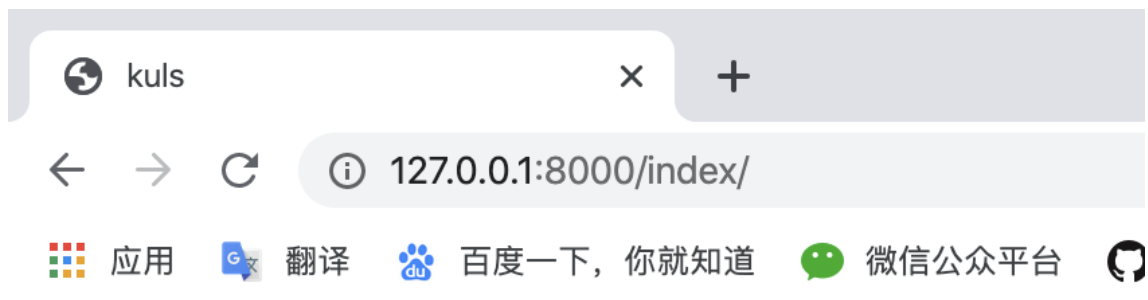 kuls
127.0.0.1:8000/index/
应用 翻译 百度一下，你就知道 微信公众平台